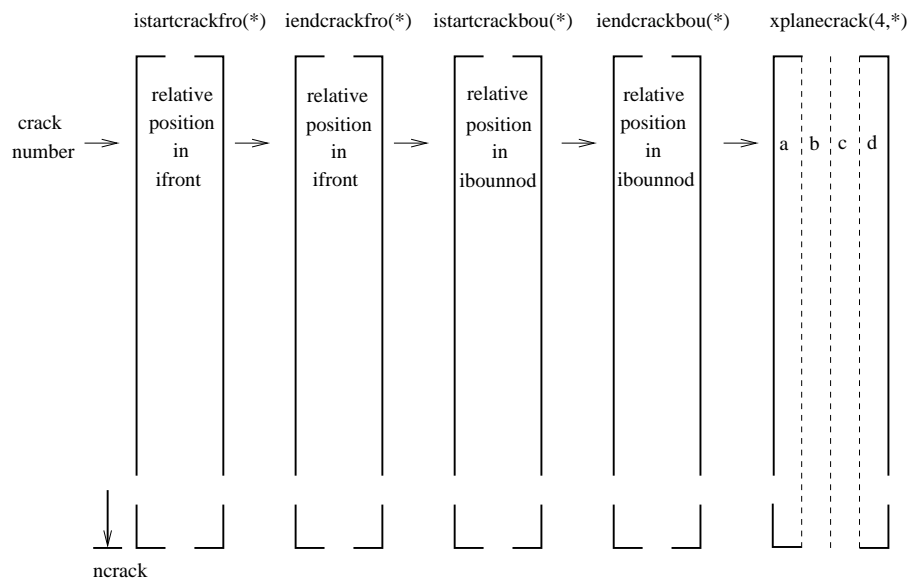 istartcrackfro(*) iendcrackfro(*) istartcrackbou(*) iendcrackbou(*) xplanecrack(4,*)
crack
number
relative
position
in
ifront
relative
position
in
ifront
relative
position
in
ibounnod
relative
position
in
ibounnod
a b c d
ncrack